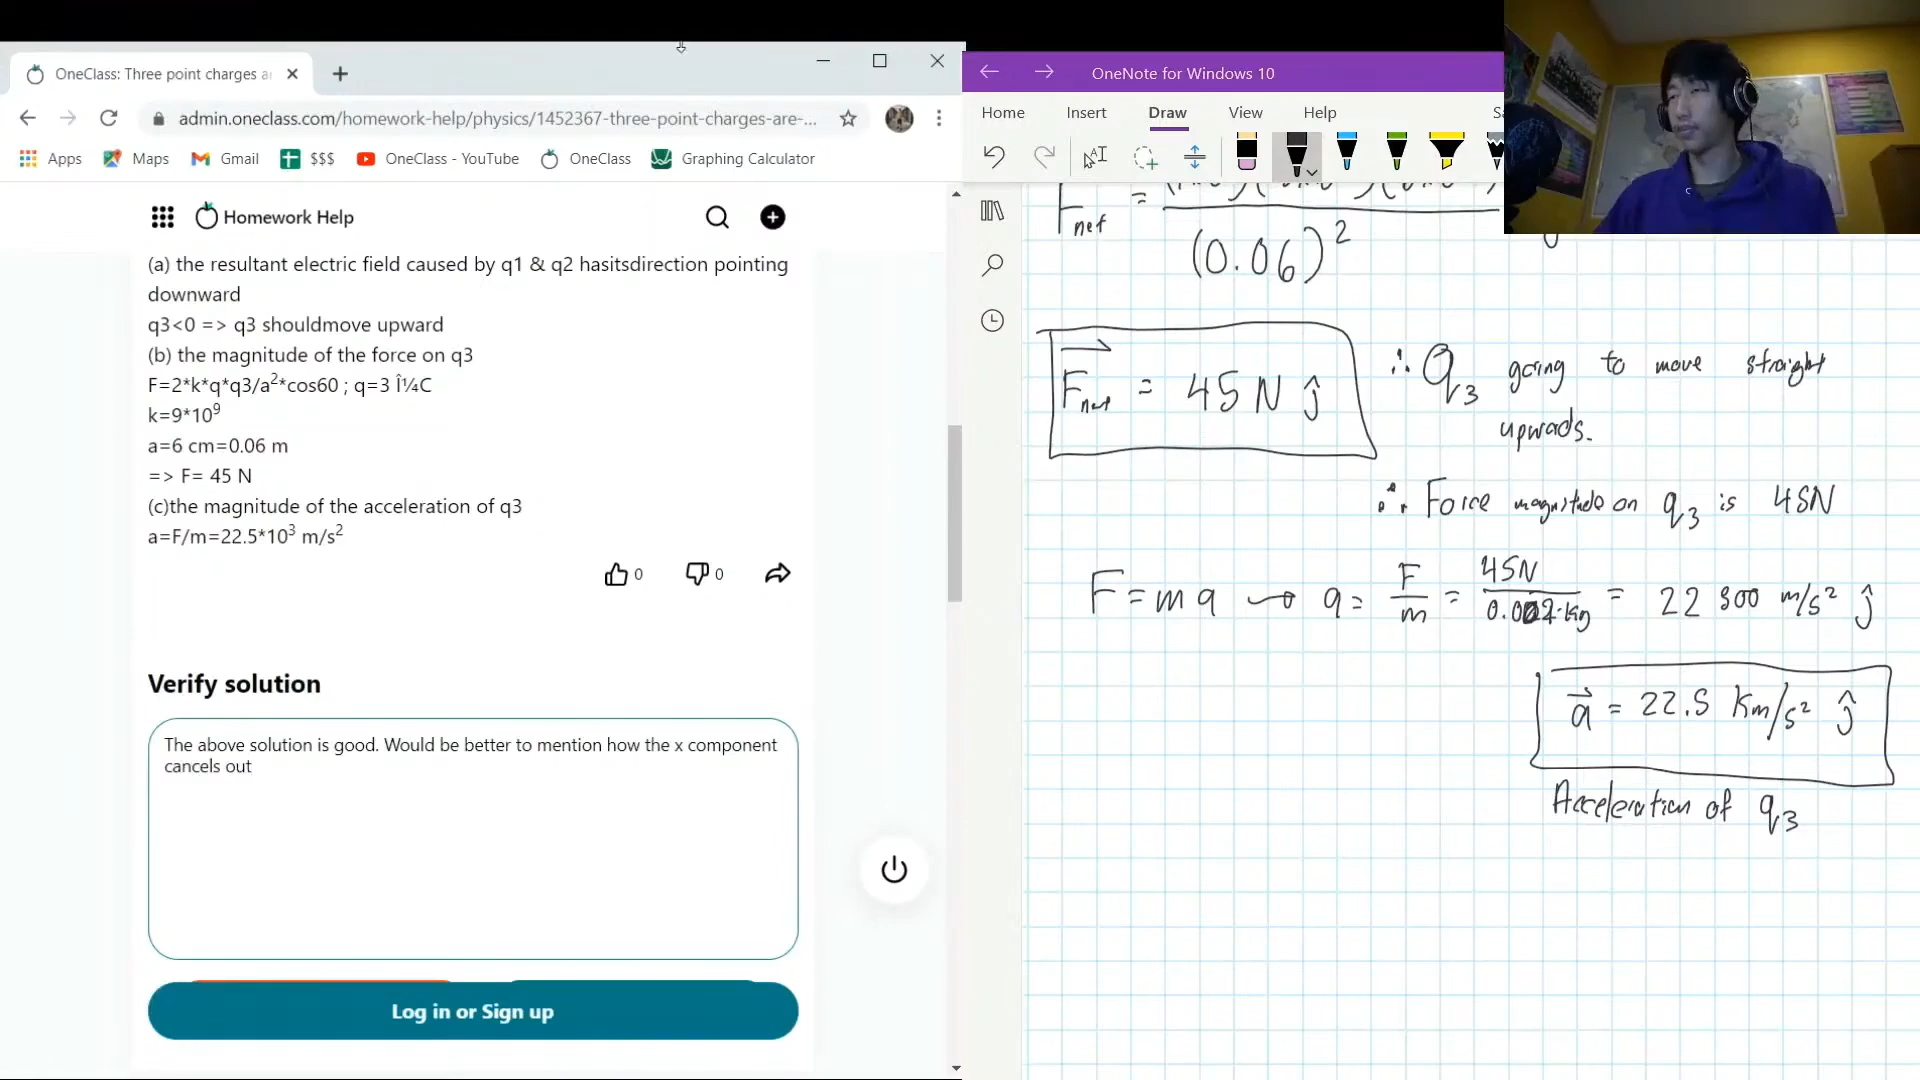 OneClass: Three point charges a
admin.oneclass.com/homework-help/physics/1452367-three-point-charges-are-...
Apps
Maps
Gmail
$$$
OneClass - YouTube
OneClass
Graphing Calculator
Homework Help
(a) the resultant electric field caused by q1 & q2 hasitsdirection pointing
downward
q3<0 => q3 shouldmove upward
(b) the magnitude of the force on q3
F=2*k*q*q3/a²*cos60 ; q=3 Î¼C
k=9*10⁹
a=6 cm=0.06 m
=> F= 45 N
(c)the magnitude of the acceleration of q3
a=F/m=22.5*10³ m/s²
0
0
Verify solution
The above solution is good. Would be better to mention how the x component
cancels out
Log in or Sign up
OneNote for Windows 10
Home
Insert
Draw
View
Help
F net =
(0.06)²
F net = 45 N ĵ
∴ Q3 going to move straight
upwards.
∴ Force magnitude on q3 is 45N
F = ma → a = F/m = 45N/0.002 kg = 22 500 m/s² ĵ
a = 22.5 Km/s² ĵ
Acceleration of q3